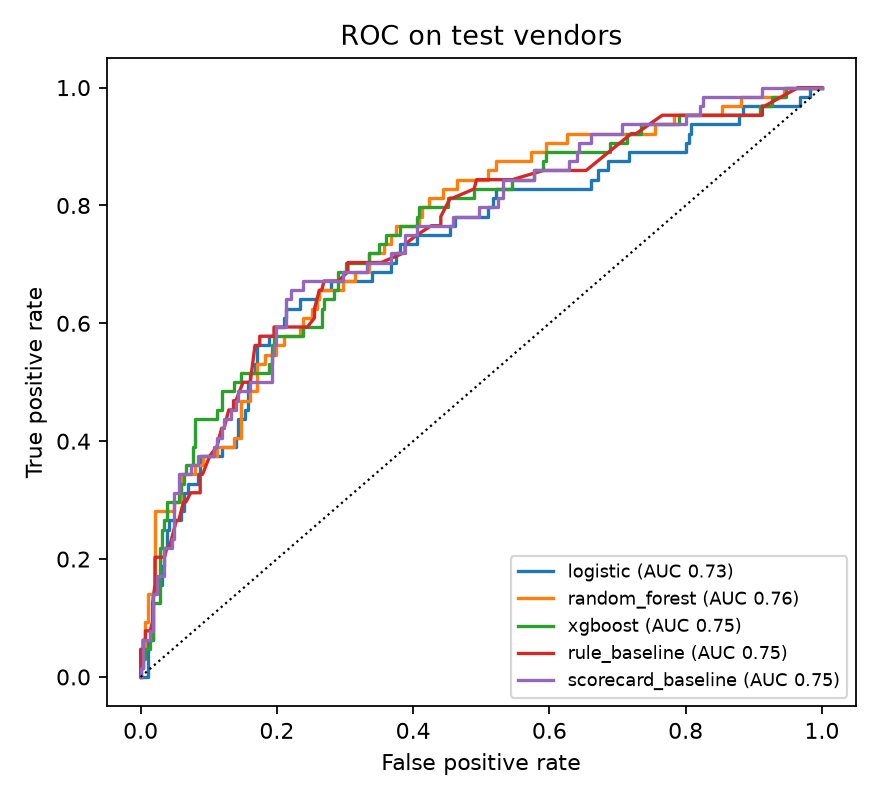 ROC on test vendors
1.0
0.8
0.6
0.4
0.2
0.0
True positive rate
logistic (AUC 0.73)
random_forest (AUC 0.76)
xgboost (AUC 0.75)
rule_baseline (AUC 0.75)
scorecard_baseline (AUC 0.75)
0.0 0.2 0.4 0.6 0.8 1.0
False positive rate